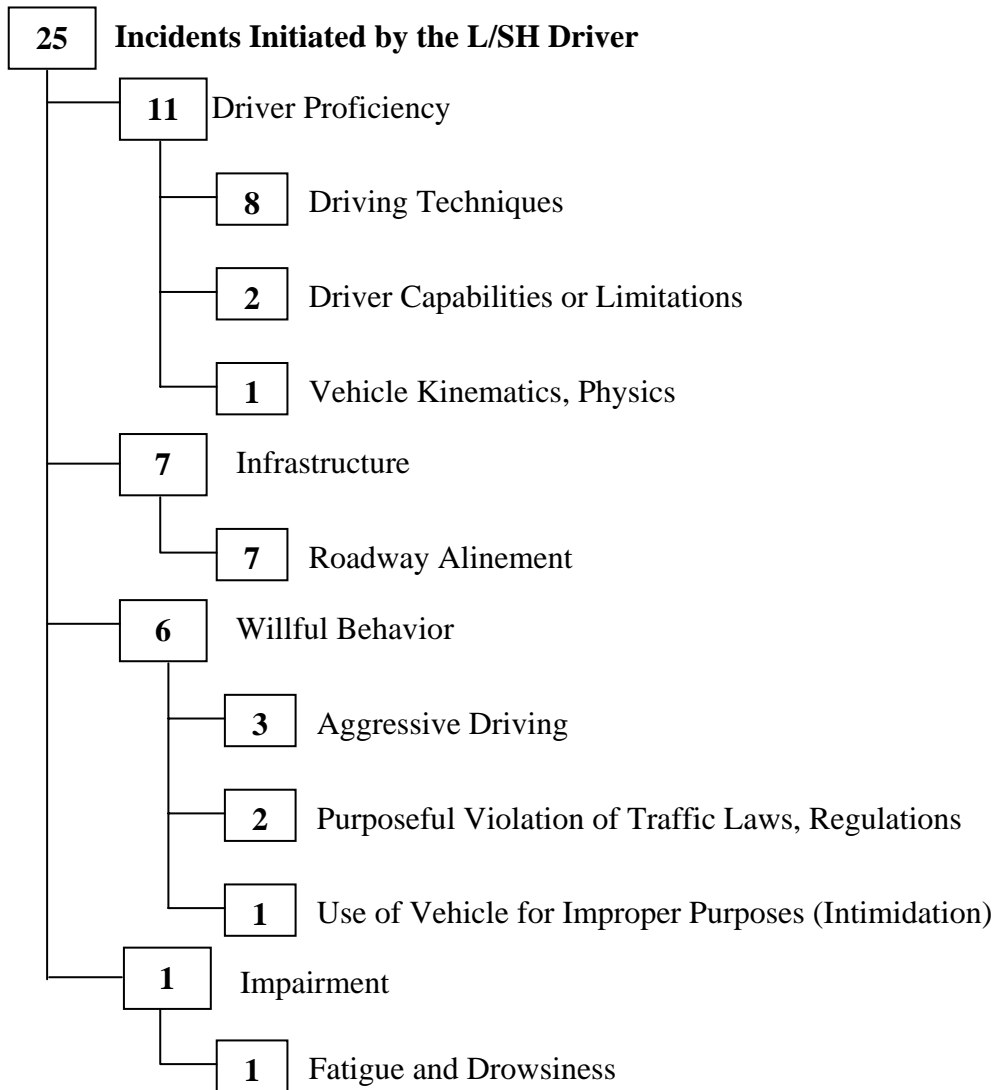 25 Incidents Initiated by the L/SH Driver
11 Driver Proficiency
8 Driving Techniques
2 Driver Capabilities or Limitations
1 Vehicle Kinematics, Physics
7 Infrastructure
7 Roadway Alinement
6 Willful Behavior
3 Aggressive Driving
2 Purposeful Violation of Traffic Laws, Regulations
1 Use of Vehicle for Improper Purposes (Intimidation)
1 Impairment
1 Fatigue and Drowsiness